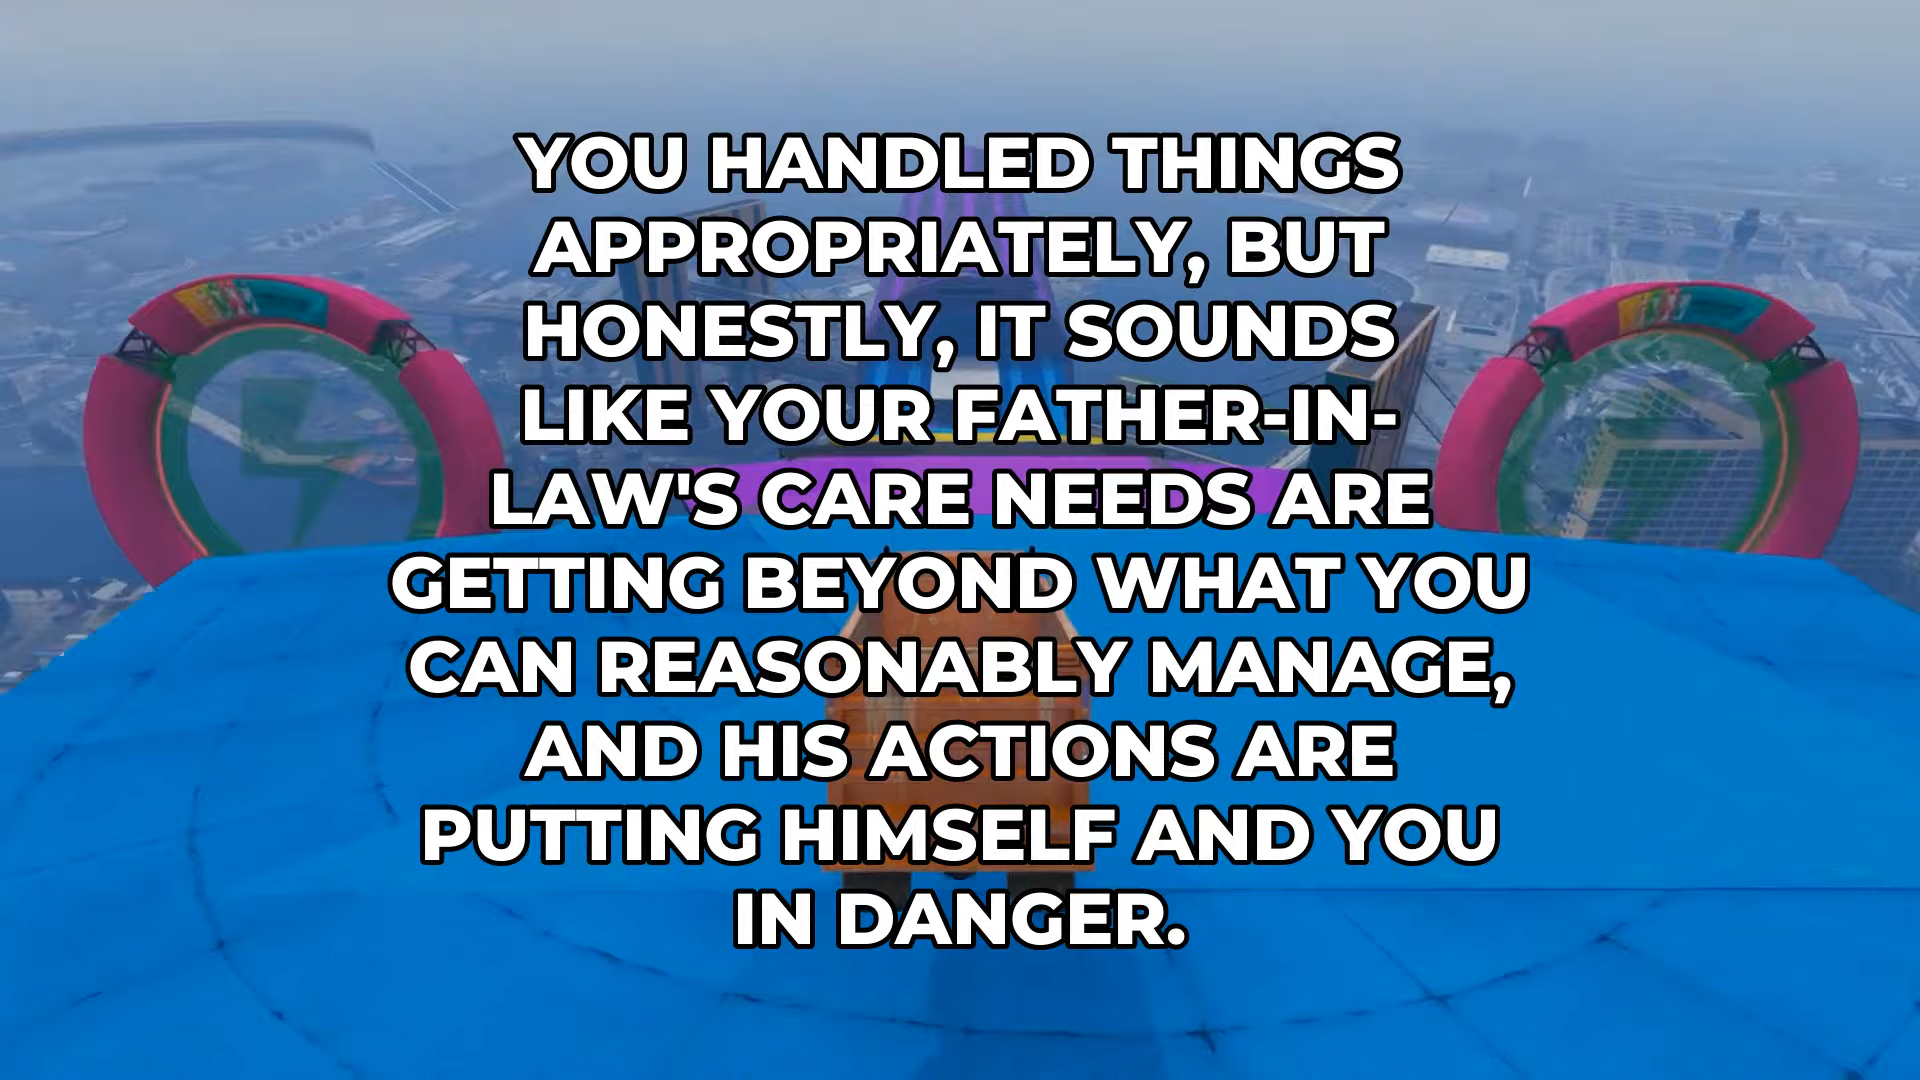 YOU HANDLED THINGS
APPROPRIATELY, BUT
HONESTLY, IT SOUNDS
LIKE YOUR FATHER-IN-
LAW'S CARE NEEDS ARE
GETTING BEYOND WHAT YOU
CAN REASONABLY MANAGE,
AND HIS ACTIONS ARE
PUTTING HIMSELF AND YOU
IN DANGER.